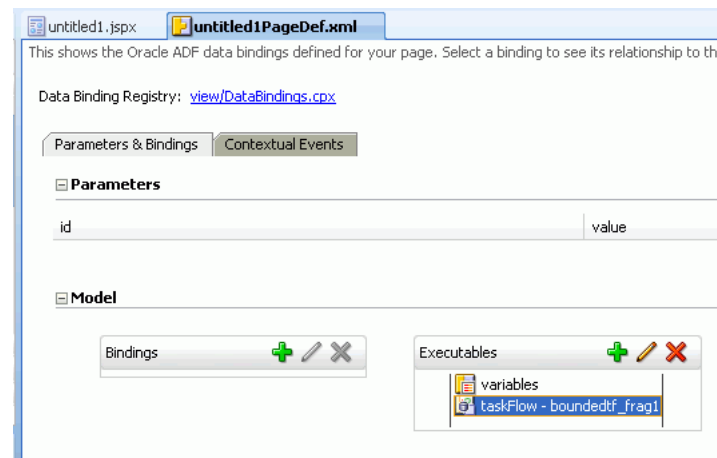 untitled1.jspx untitled1PageDef.xml
This shows the Oracle ADF data bindings defined for your page. Select a binding to see its relationship to th
Data Binding Registry: view/DataBindings.cpx
Parameters & Bindings Contextual Events
Parameters
id value
Model
Bindings Executables
variables
taskFlow - boundedtf_frag1